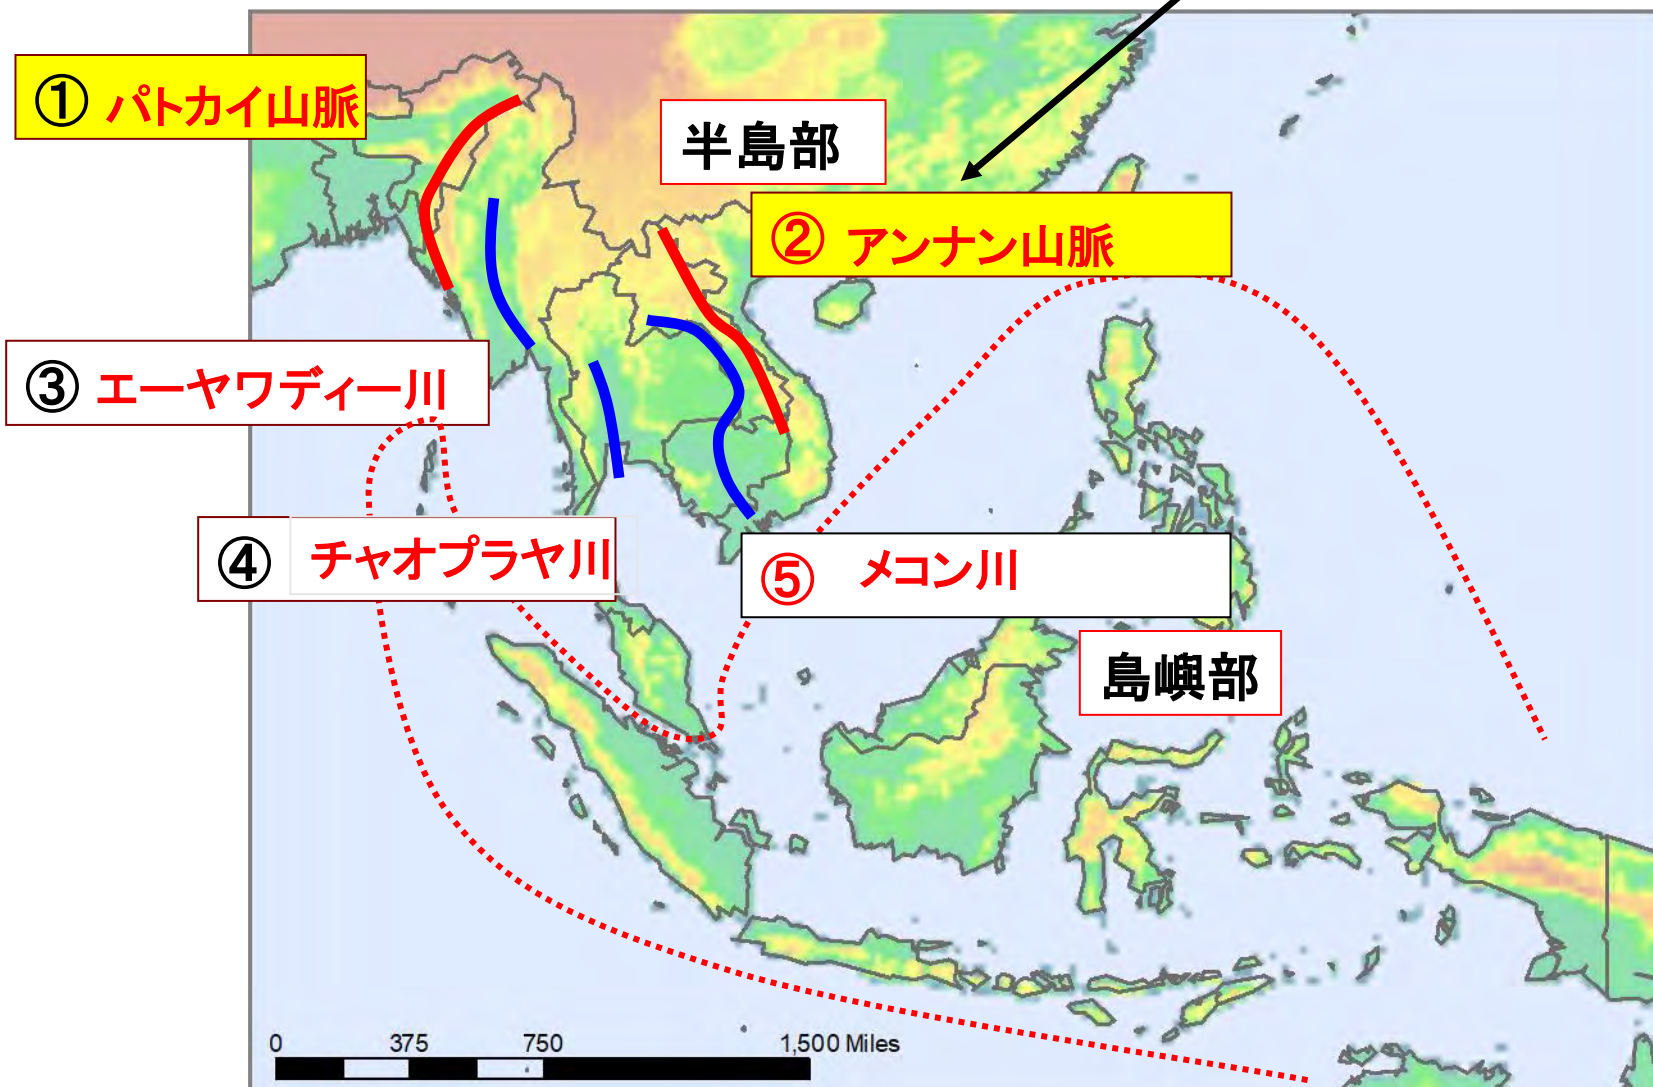 ① パトカイ山脈
半島部
② アンナン山脈
③ エーヤワディー川
④ チャオプラヤ川
⑤ メコン川
島嶼部
0 375 750 1,500 Miles